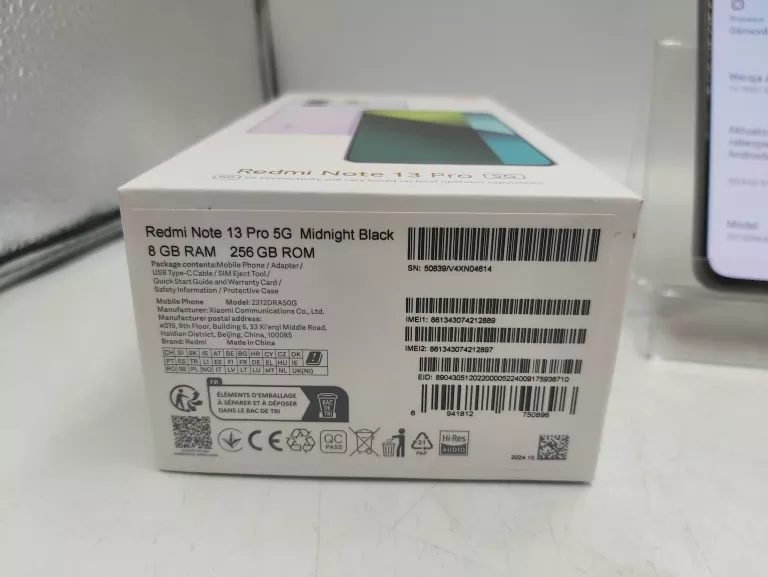 Redmi Note 13 Pro 5G
Redmi Note 13 Pro 5G Midnight Black
8 GB RAM 256 GB ROM
Package contents:Mobile Phone / Adapter /
USB Type-C Cable / SIM Eject Tool /
Quick Start Guide and Warranty Card /
Safety Information / Protective Case
Mobile Phone Model: 2312DRA50G
Manufacturer: Xiaomi Communications Co., Ltd.
Manufacturer postal address:
#019, 9th Floor, Building 6, 33 Xi'erqi Middle Road,
Haidian District, Beijing, China, 100085
Brand: Redmi Made in China
CH SI SK IS AT BE BG HR CY CZ DK
PT ES TR LI EE FI FR DE EL HU IE
RO SE PL NO IT LV LT LU MT NL UK(NI)
FR
ÉLÉMENTS D'EMBALLAGE
À SÉPARER ET À DÉPOSER
DANS LE BAC DE TRI
BAC
DE
TRI
CE
QC
PASS
21
PAP
Hi-Res
AUDIO
SN: 50839/V4XN04614
IMEI1: 861343074212889
IMEI2: 861343074212897
EID: 89043051202200005224009175936710
6 941812 750896
2024.10
Procesor
Model